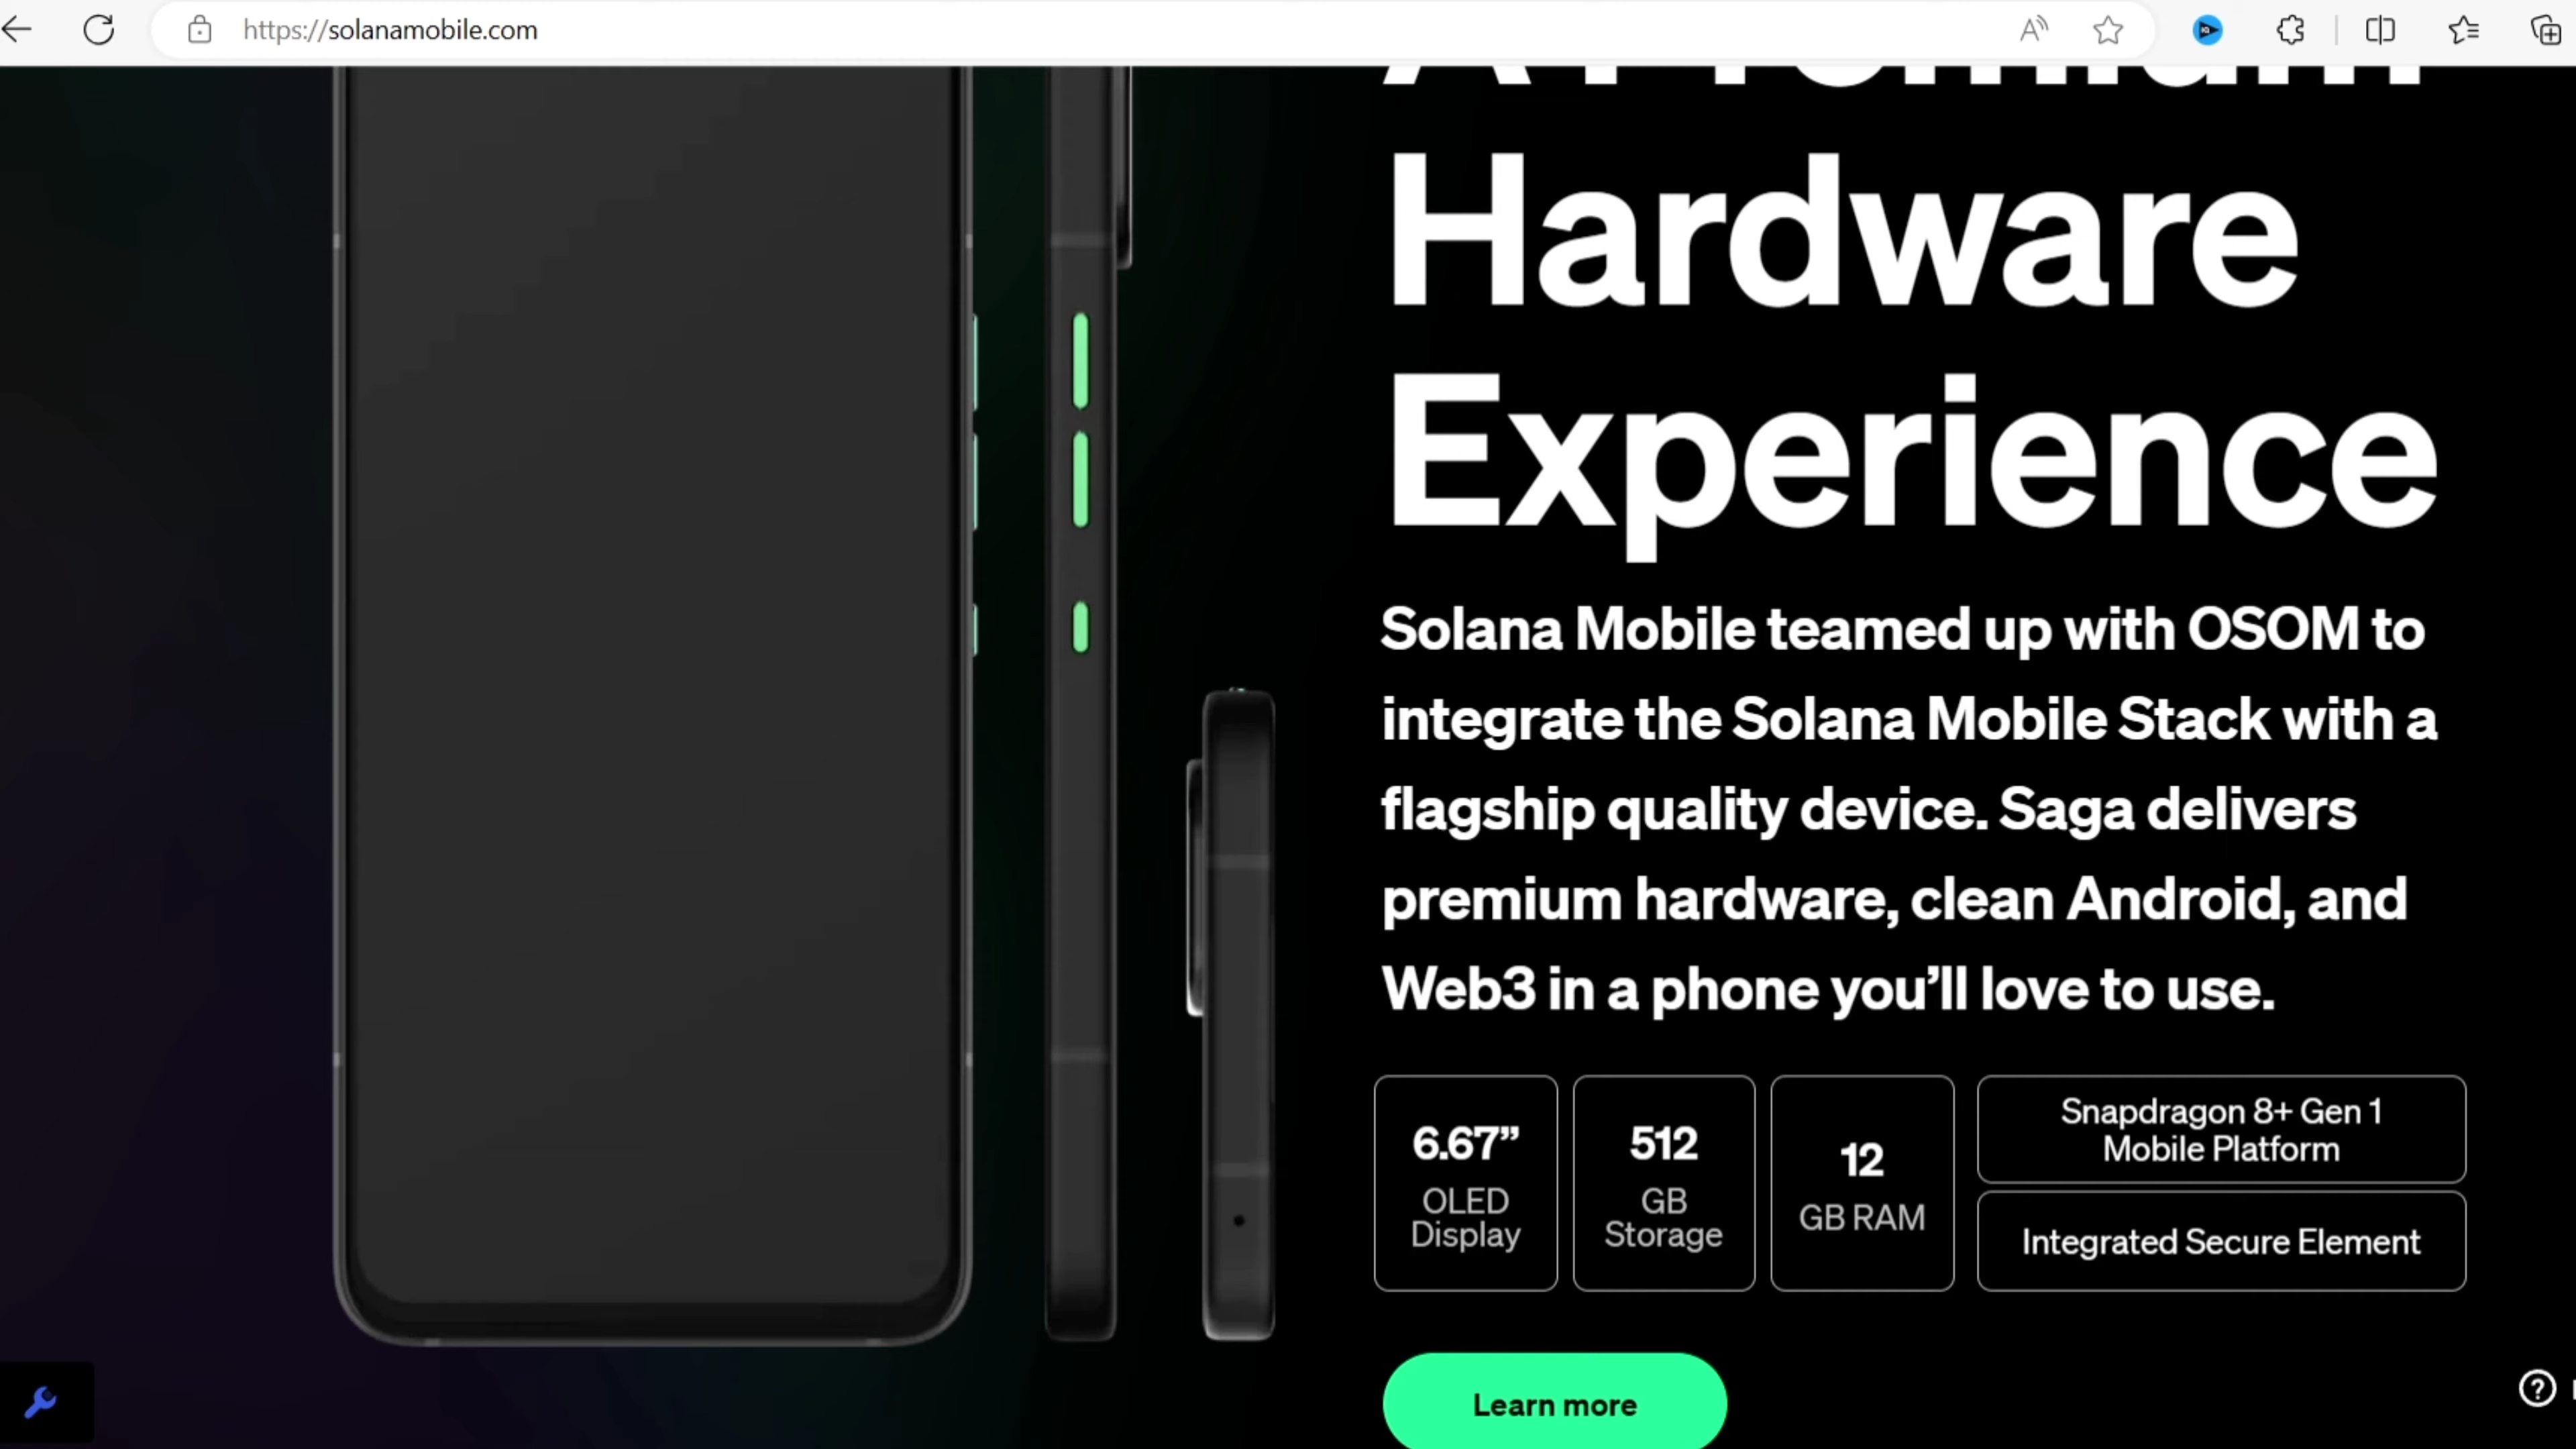 https://solanamobile.com
A Premium
Hardware
Experience
Solana Mobile teamed up with OSOM to
integrate the Solana Mobile Stack with a
flagship quality device. Saga delivers
premium hardware, clean Android, and
Web3 in a phone you’ll love to use.
6.67”
OLED
Display
512
GB
Storage
12
GB RAM
Snapdragon 8+ Gen 1
Mobile Platform
Integrated Secure Element
Learn more